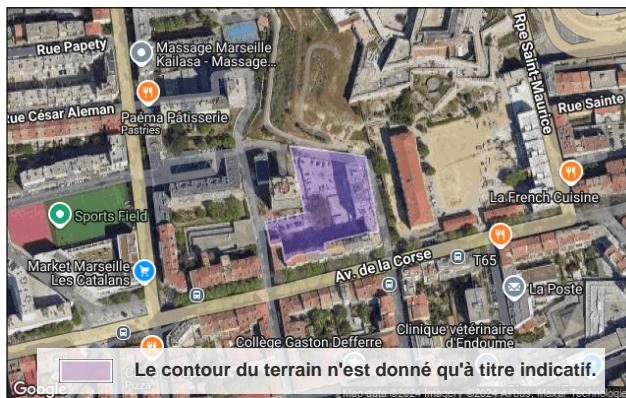 Rue Papety
Massage Marseille
Kailasa - Massage...
Rpe Saint-Maurice
Rue César Aleman
Paéma Pâtisserie
Pastries
Rue Sainte
La French Cuisine
Sports Field
Market Marseille
Les Catalans
Av. de la Corse
T65
La Poste
Collège Gaston Defferre
Clinique vétérinaire
d'Endoume
Le contour du terrain n'est donné qu'à titre indicatif.
Pizza
Google
Map data ©2024 Imagery ©2024 Airbus, Maxar Technologies